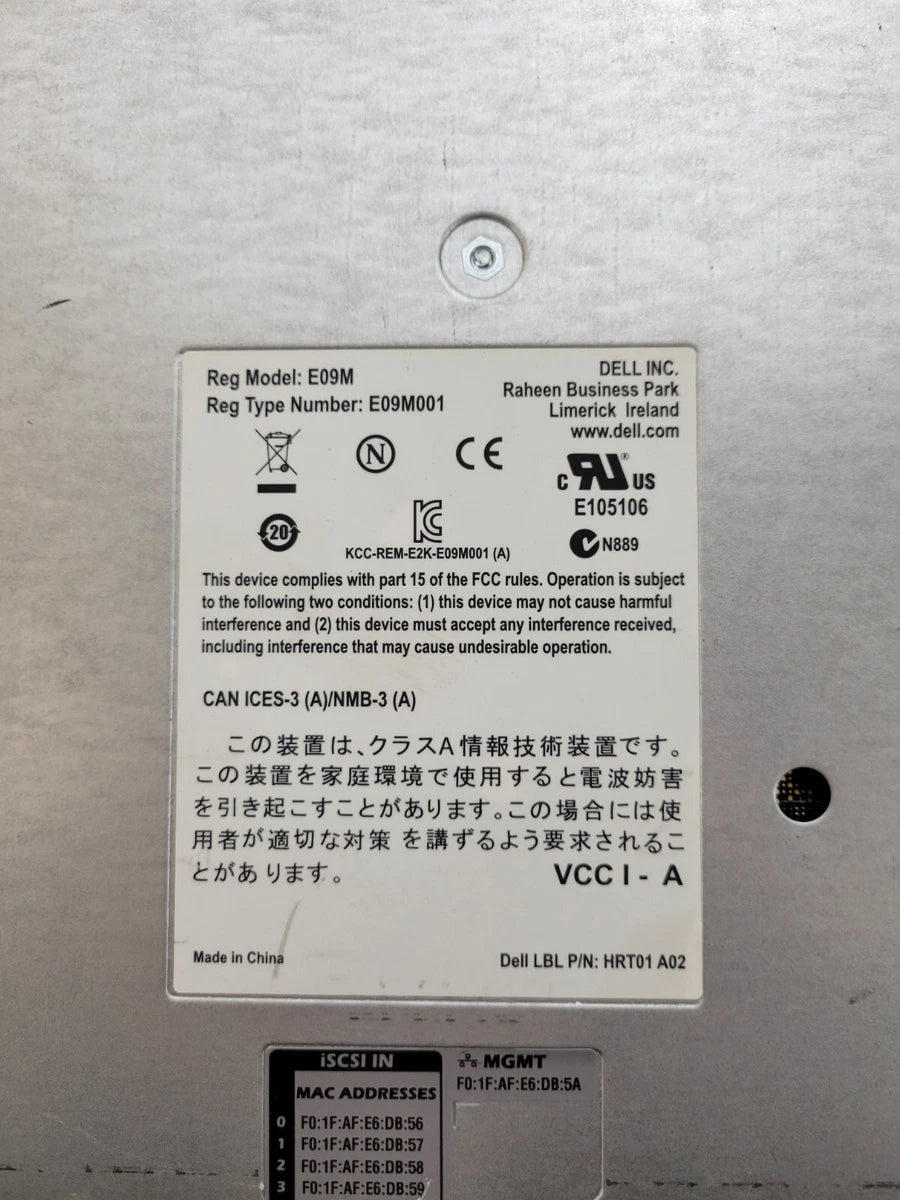 Reg Model: E09M
Reg Type Number: E09M001
DELL INC.
Raheen Business Park
Limerick Ireland
www.dell.com
N
CE
c RU ® US
E105106
20
KC
KCC-REM-E2K-E09M001 (A)
N889
This device complies with part 15 of the FCC rules. Operation is subject
to the following two conditions: (1) this device may not cause harmful
interference and (2) this device must accept any interference received,
including interference that may cause undesirable operation.
CAN ICES-3 (A)/NMB-3 (A)
この装置は、クラスA情報技術装置です。
この装置を家庭環境で使用すると電波妨害
を引き起こすことがあります。この場合には使
用者が適切な対策 を講ずるよう要求されるこ
とがあ ります。
VCC I - A
Made in China
Dell LBL P/N: HRT01 A02
iSCSI IN
MAC ADDRESSES
0 F0:1F:AF:E6:DB:56
1 F0:1F:AF:E6:DB:57
2 F0:1F:AF:E6:DB:58
3 F0:1F:AF:E6:DB:59
MGMT
F0:1F:AF:E6:DB:5A